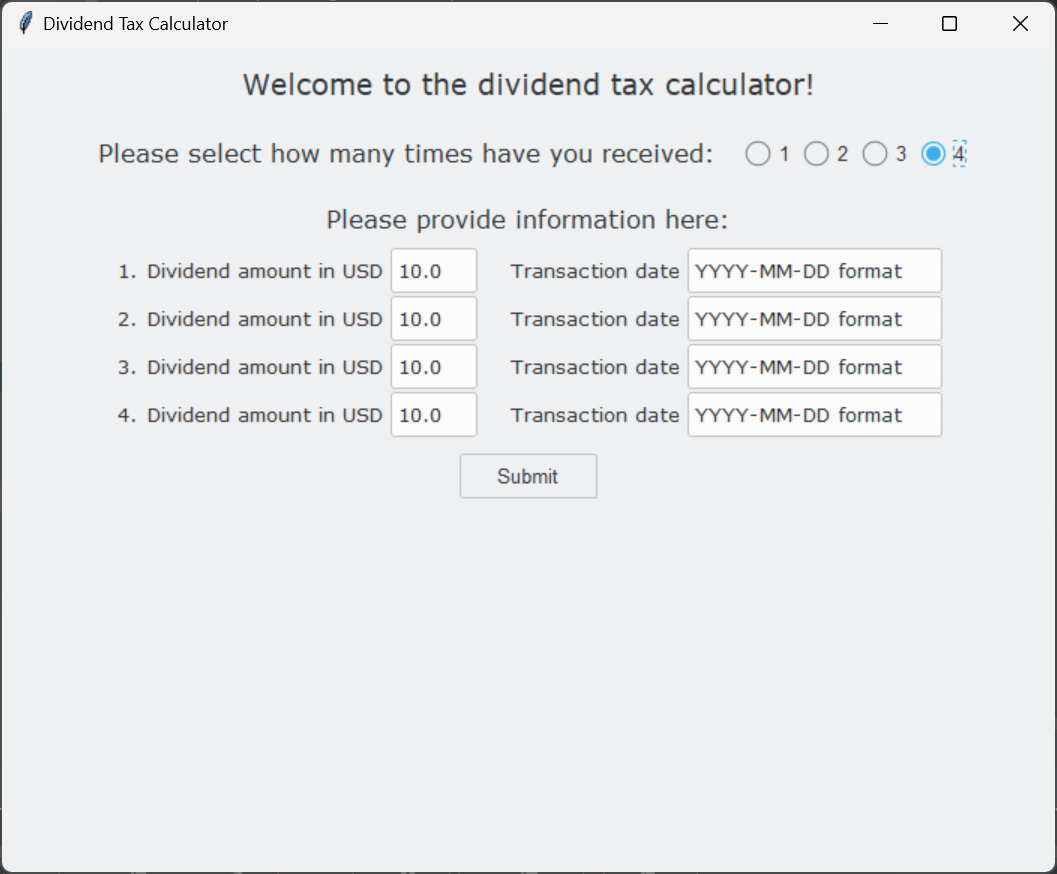 Dividend Tax Calculator
Welcome to the dividend tax calculator!
Please select how many times have you received: 1 2 3 4
Please provide information here:
1. Dividend amount in USD 10.0 Transaction date YYYY-MM-DD format
2. Dividend amount in USD 10.0 Transaction date YYYY-MM-DD format
3. Dividend amount in USD 10.0 Transaction date YYYY-MM-DD format
4. Dividend amount in USD 10.0 Transaction date YYYY-MM-DD format
Submit